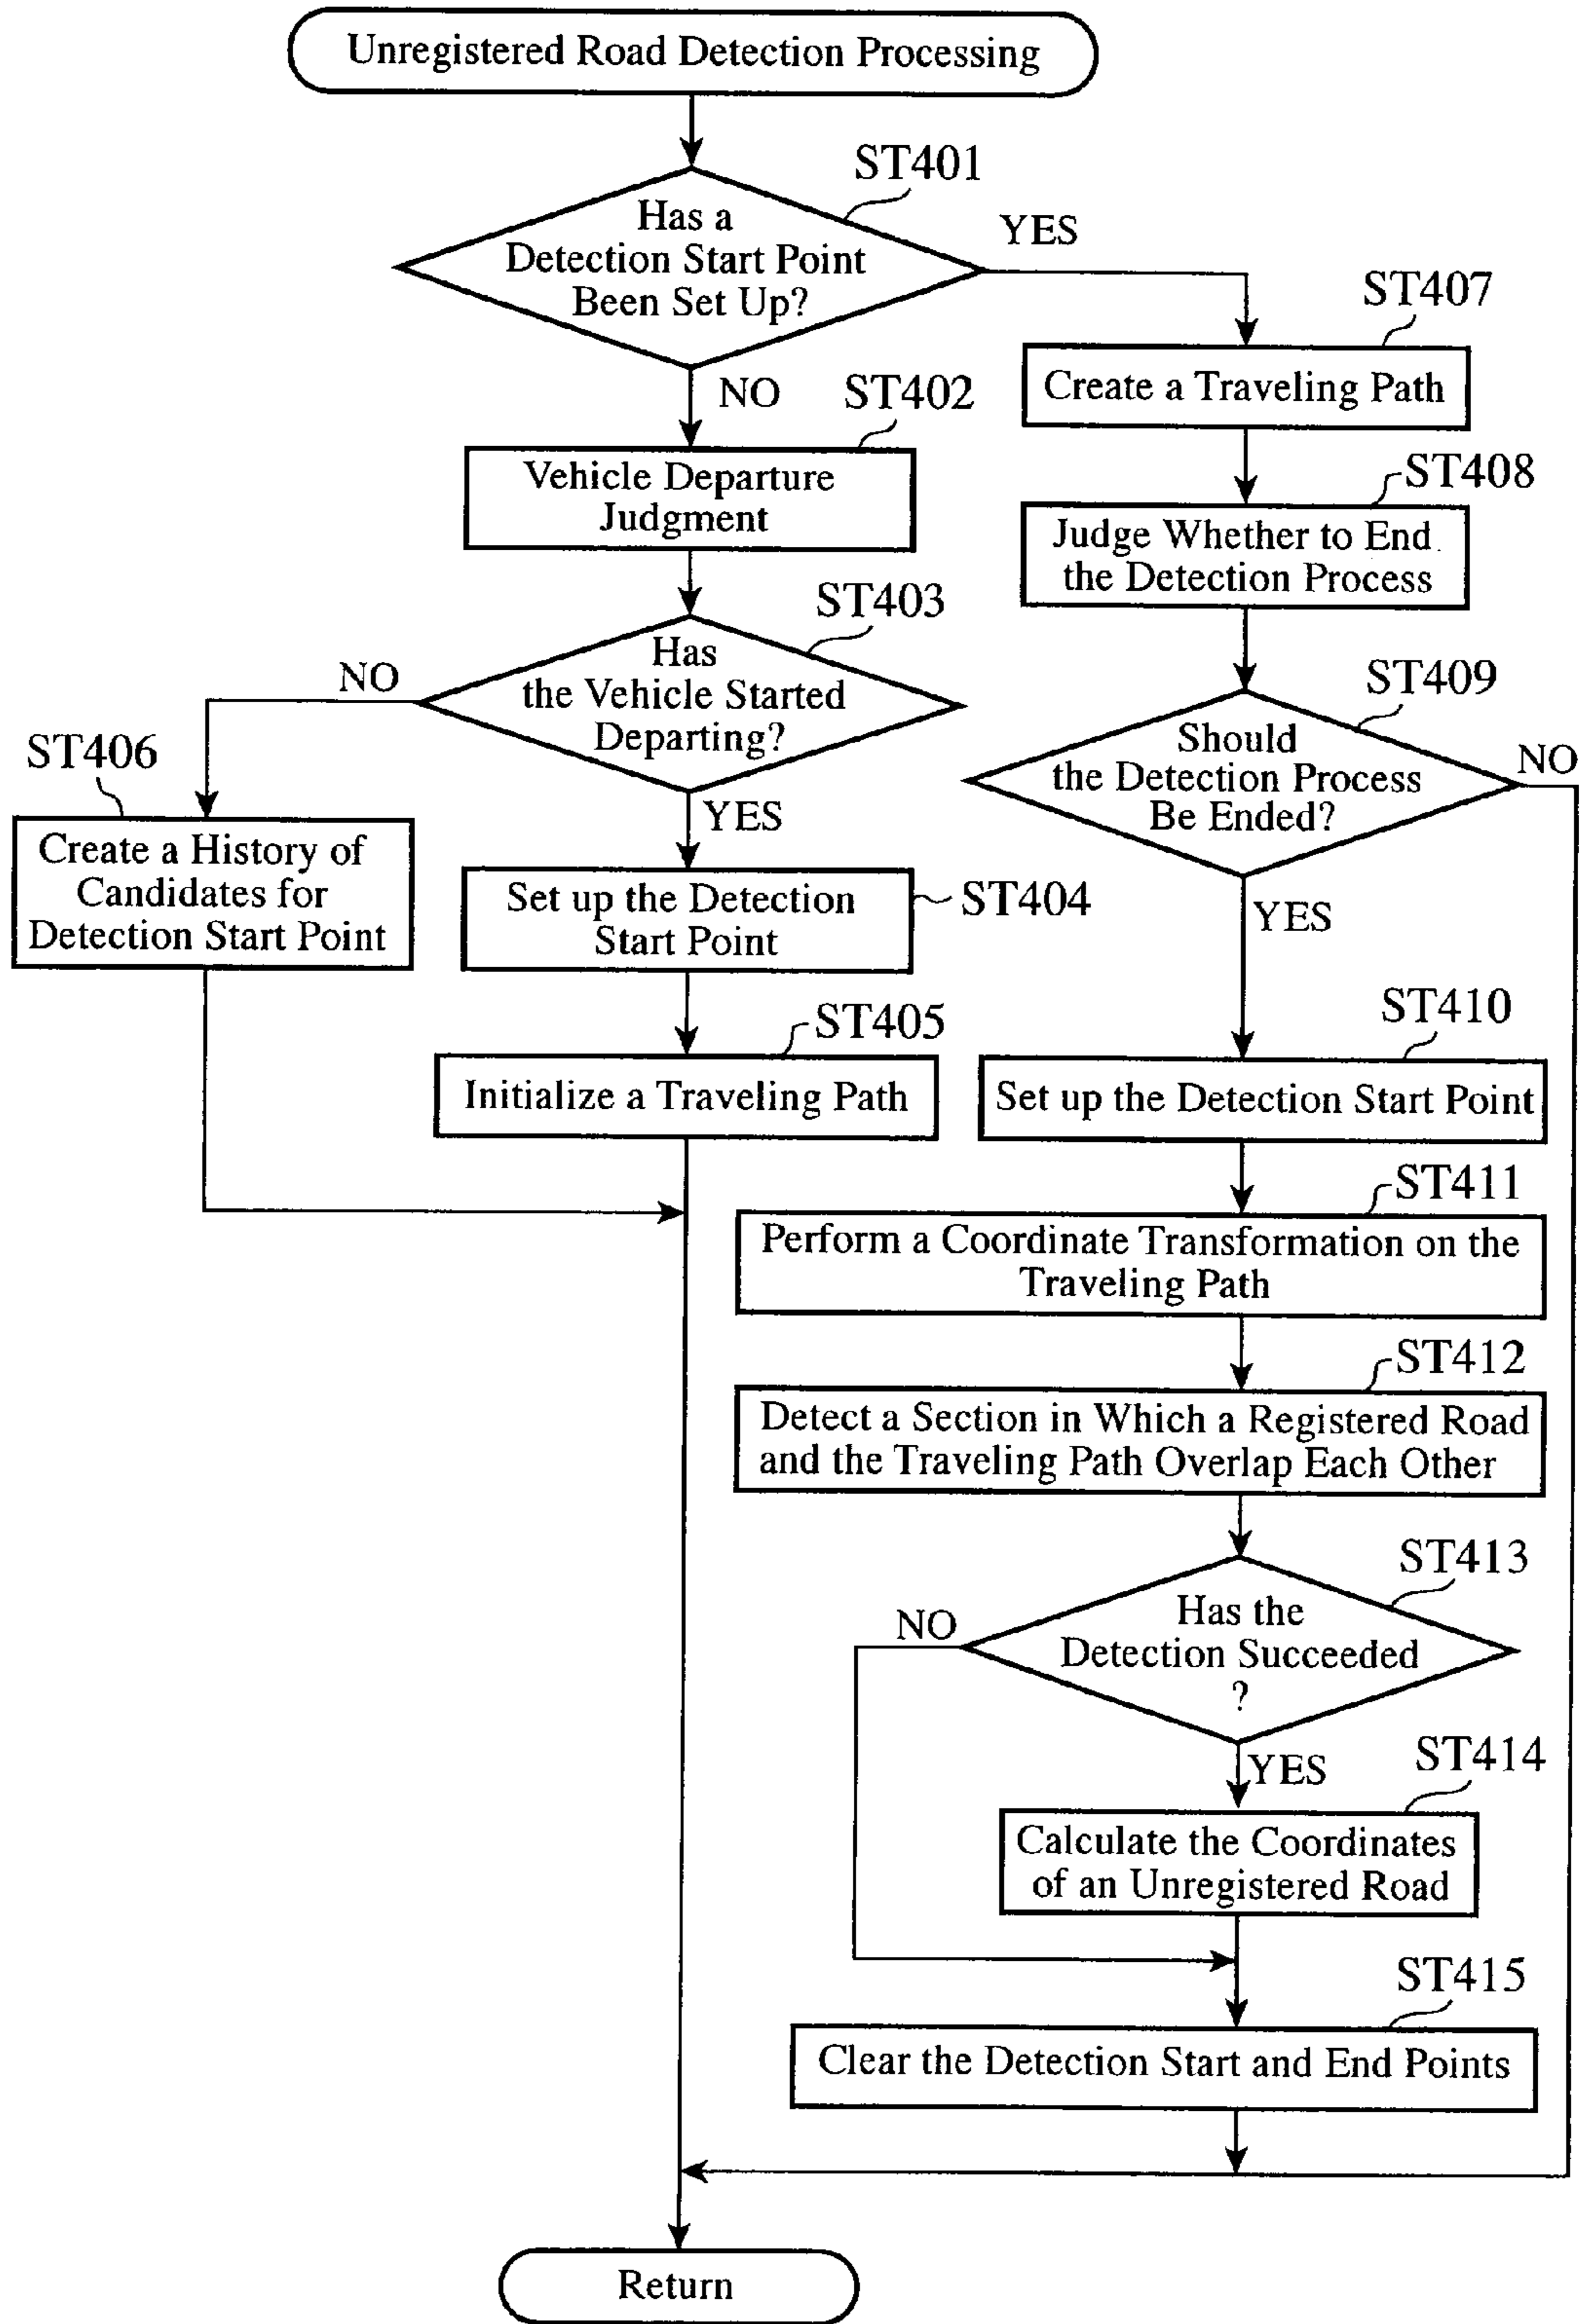 Unregistered Road Detection Processing
ST401
Has a
Detection Start Point
Been Set Up?
YES
NO
ST402
Vehicle Departure
Judgment
ST403
Has
the Vehicle Started
Departing?
NO
YES
ST406
Create a History of
Candidates for
Detection Start Point
ST404
Set up the Detection
Start Point
ST405
Initialize a Traveling Path
ST407
Create a Traveling Path
ST408
Judge Whether to End
the Detection Process
ST409
Should
the Detection Process
Be Ended?
NO
YES
ST410
Set up the Detection Start Point
ST411
Perform a Coordinate Transformation on the
Traveling Path
ST412
Detect a Section in Which a Registered Road
and the Traveling Path Overlap Each Other
ST413
Has the
Detection Succeeded
?
NO
YES
ST414
Calculate the Coordinates
of an Unregistered Road
ST415
Clear the Detection Start and End Points
Return